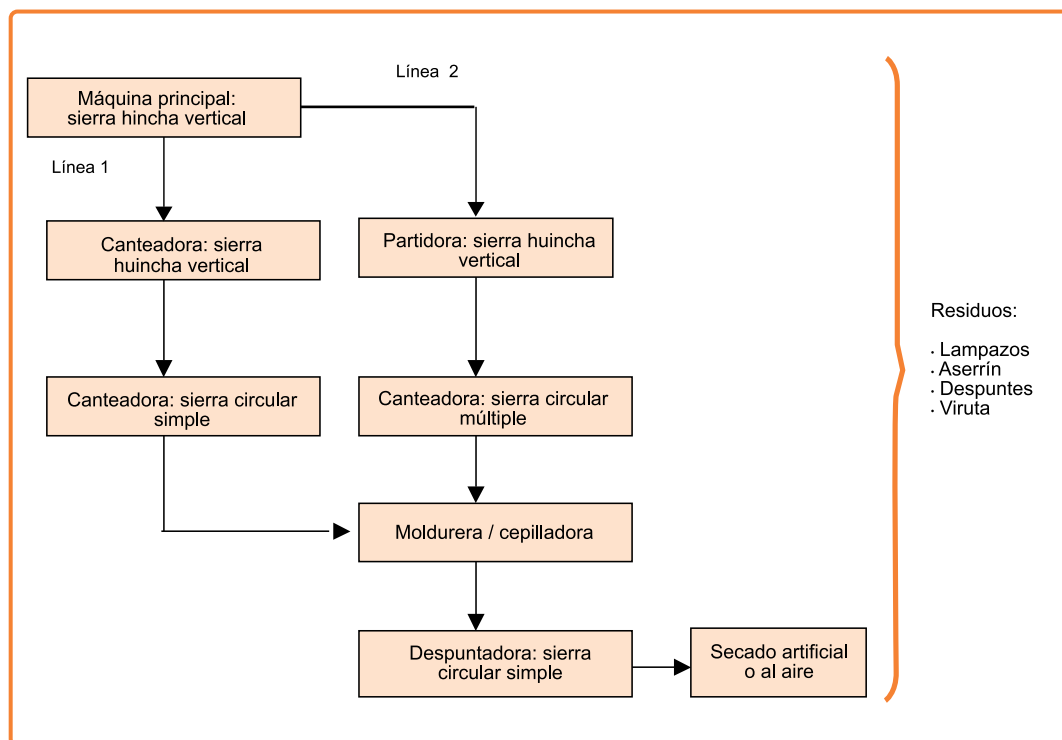 Línea 2
Máquina principal:
sierra hincha vertical
Línea 1
Canteadora: sierra
huincha vertical
Partidora: sierra huincha
vertical
Canteadora: sierra circular
simple
Canteadora: sierra circular
múltiple
Moldurera / cepilladora
Despuntadora: sierra
circular simple
Secado artificial
o al aire
Residuos:
· Lampazos
· Aserrín
· Despuntes
· Viruta